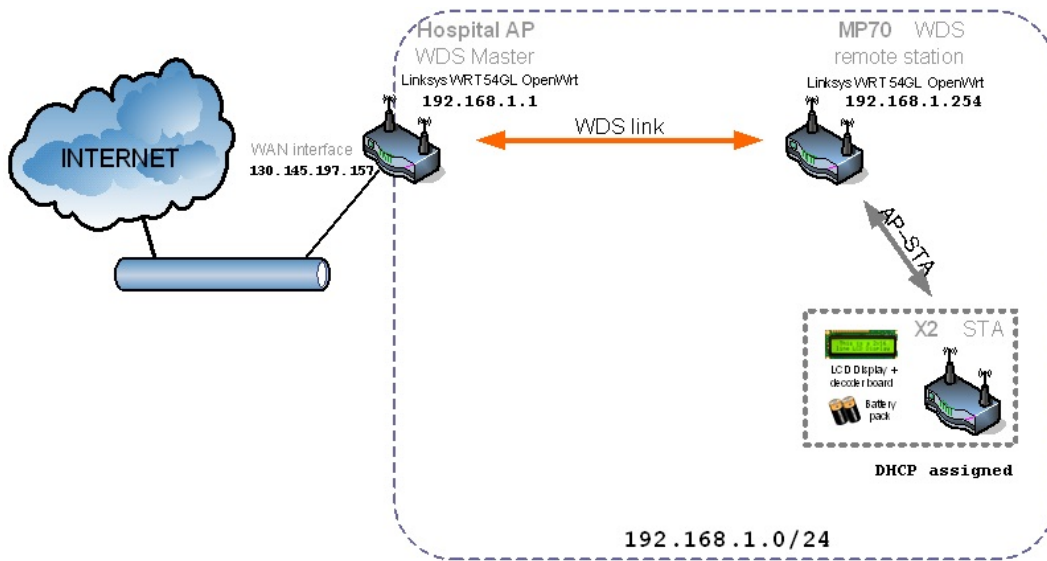 Hospital AP
WDS Master
Linksys WRT54GL OpenWrt
192.168.1.1
MP70 WDS
remote station
Linksys WRT 54GL OpenWrt
192.168.1.254
INTERNET
WAN interface
130.145.197.157
WDS link
AP-STA
X2 STA
LCD Display +
decoder board
Battery
pack
DHCP assigned
192.168.1.0/24